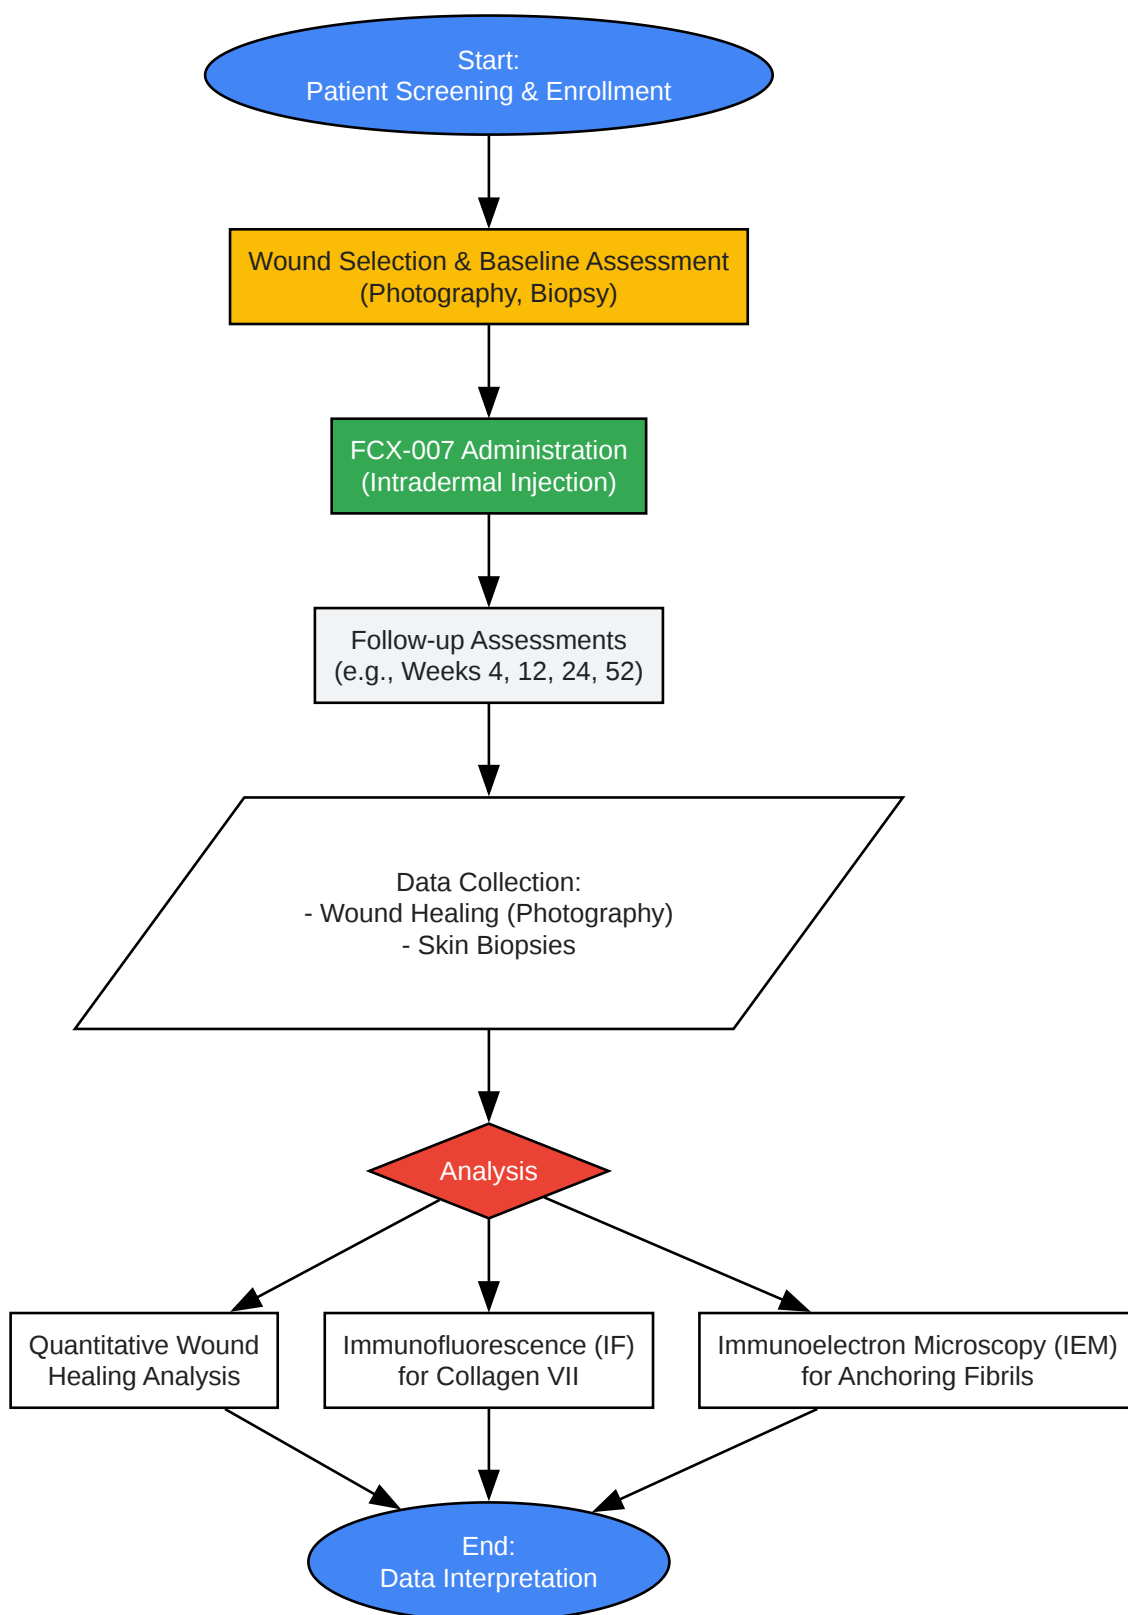 Start:
Patient Screening & Enrollment
Wound Selection & Baseline Assessment
(Photography, Biopsy)
FCX-007 Administration
(Intradermal Injection)
Follow-up Assessments
(e.g., Weeks 4, 12, 24, 52)
Data Collection:
- Wound Healing (Photography)
- Skin Biopsies
Analysis
Quantitative Wound
Healing Analysis
Immunofluorescence (IF)
for Collagen VII
Immunoelectron Microscopy (IEM)
for Anchoring Fibrils
End:
Data Interpretation